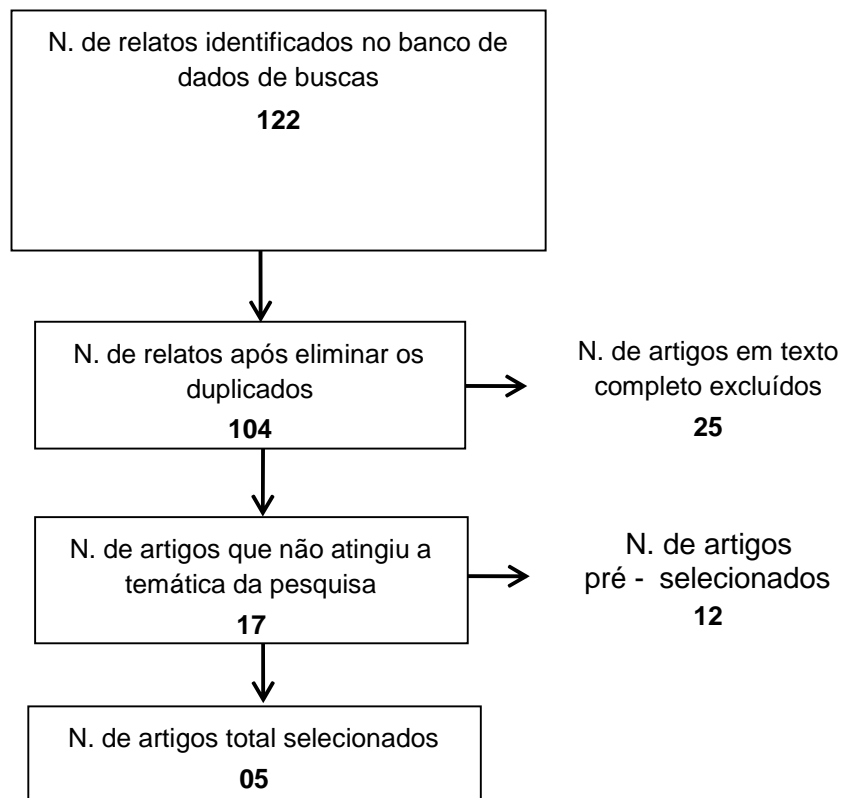 N. de relatos identificados no banco de
dados de buscas
122
N. de relatos após eliminar os
duplicados
104
N. de artigos em texto
completo excluídos
25
N. de artigos que não atingiu a
temática da pesquisa
17
N. de artigos
pré - selecionados
12
N. de artigos total selecionados
05